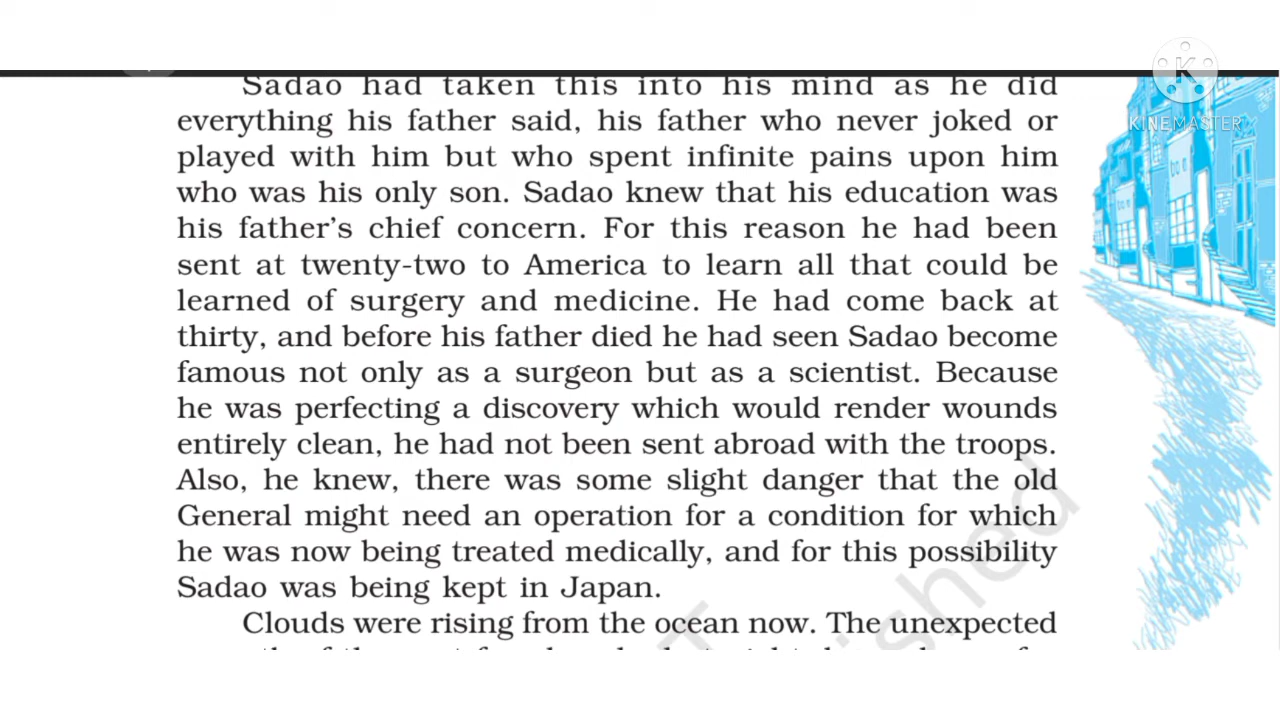 Sadao had taken this into his mind as he did
everything his father said, his father who never joked or
played with him but who spent infinite pains upon him
who was his only son. Sadao knew that his education was
his father's chief concern. For this reason he had been
sent at twenty-two to America to learn all that could be
learned of surgery and medicine. He had come back at
thirty, and before his father died he had seen Sadao become
famous not only as a surgeon but as a scientist. Because
he was perfecting a discovery which would render wounds
entirely clean, he had not been sent abroad with the troops.
Also, he knew, there was some slight danger that the old
General might need an operation for a condition for which
he was now being treated medically, and for this possibility
Sadao was being kept in Japan.
Clouds were rising from the ocean now. The unexpected
K
KINEMASTER